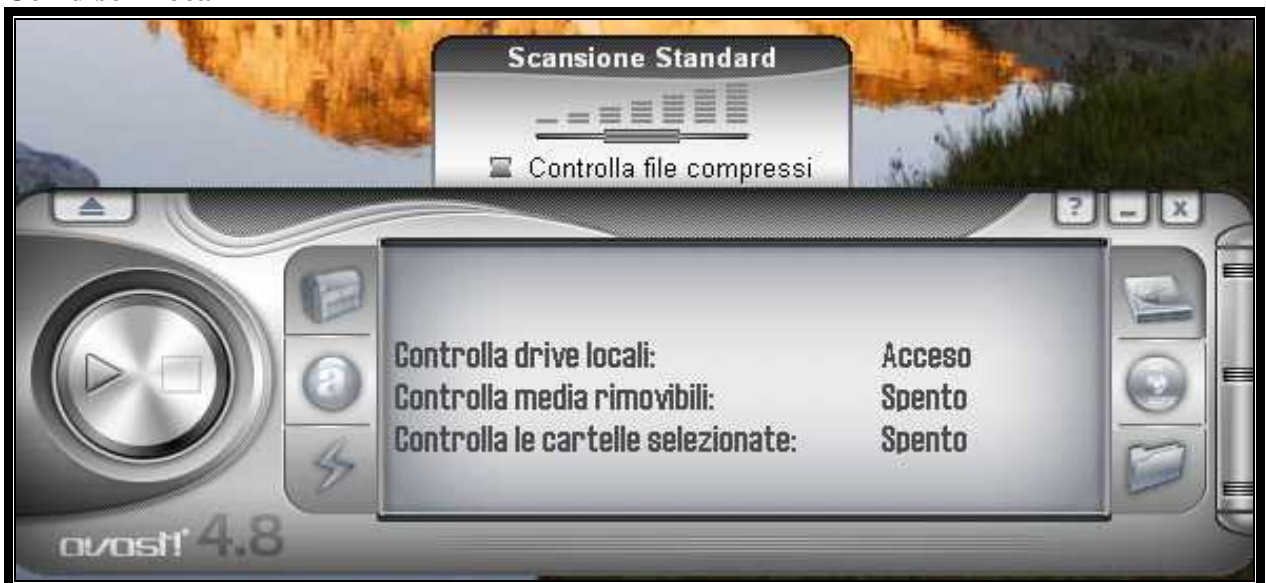 Scansione Standard
Controlla file compressi
?
x
a
Controlla drive locali: Acceso
Controlla media rimovibili: Spento
Controlla le cartelle selezionate: Spento
avast! 4.8